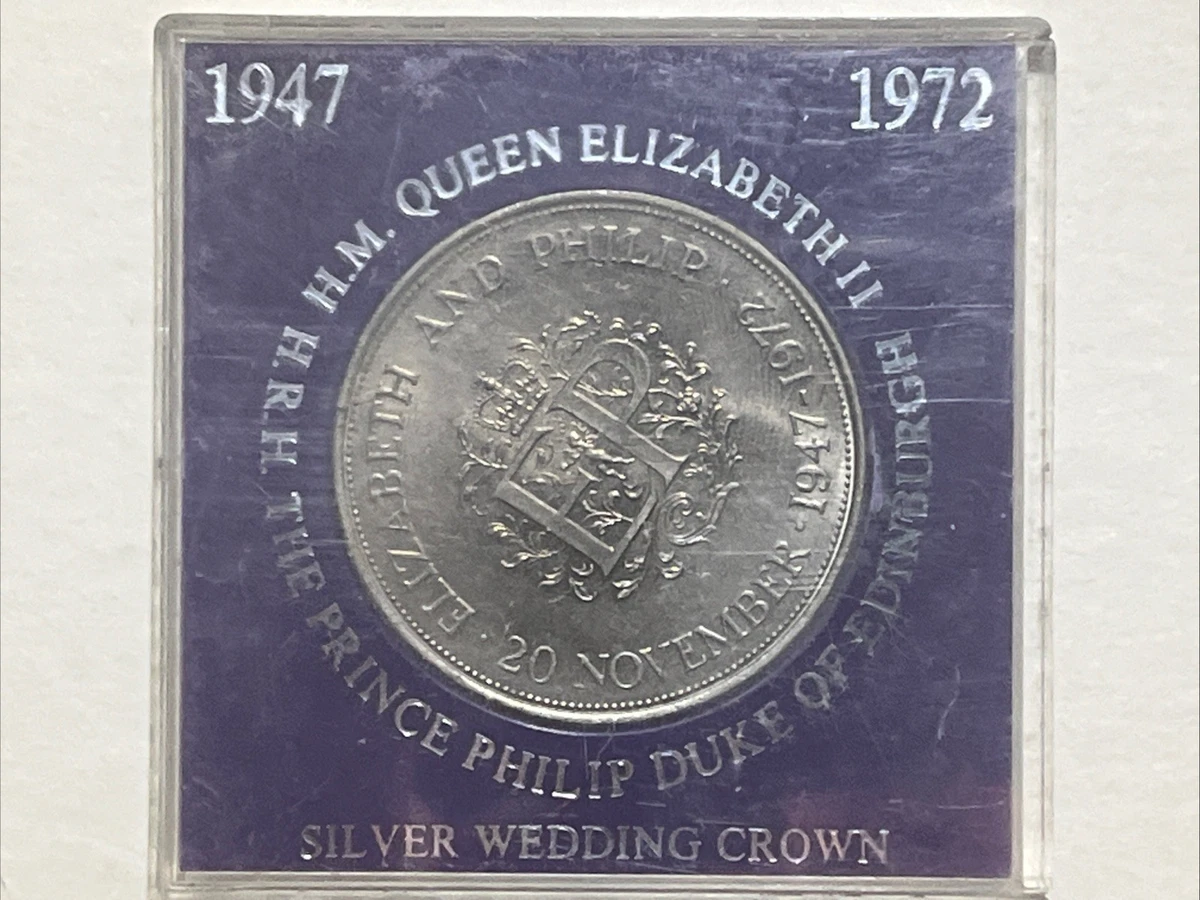 1947
1972
H.M. QUEEN ELIZABETH II
H.R.H. THE PRINCE PHILIP DUKE OF EDINBURGH
ELIZABETH AND PHILIP
20 NOVEMBER · 1947-1972
EP
SILVER WEDDING CROWN